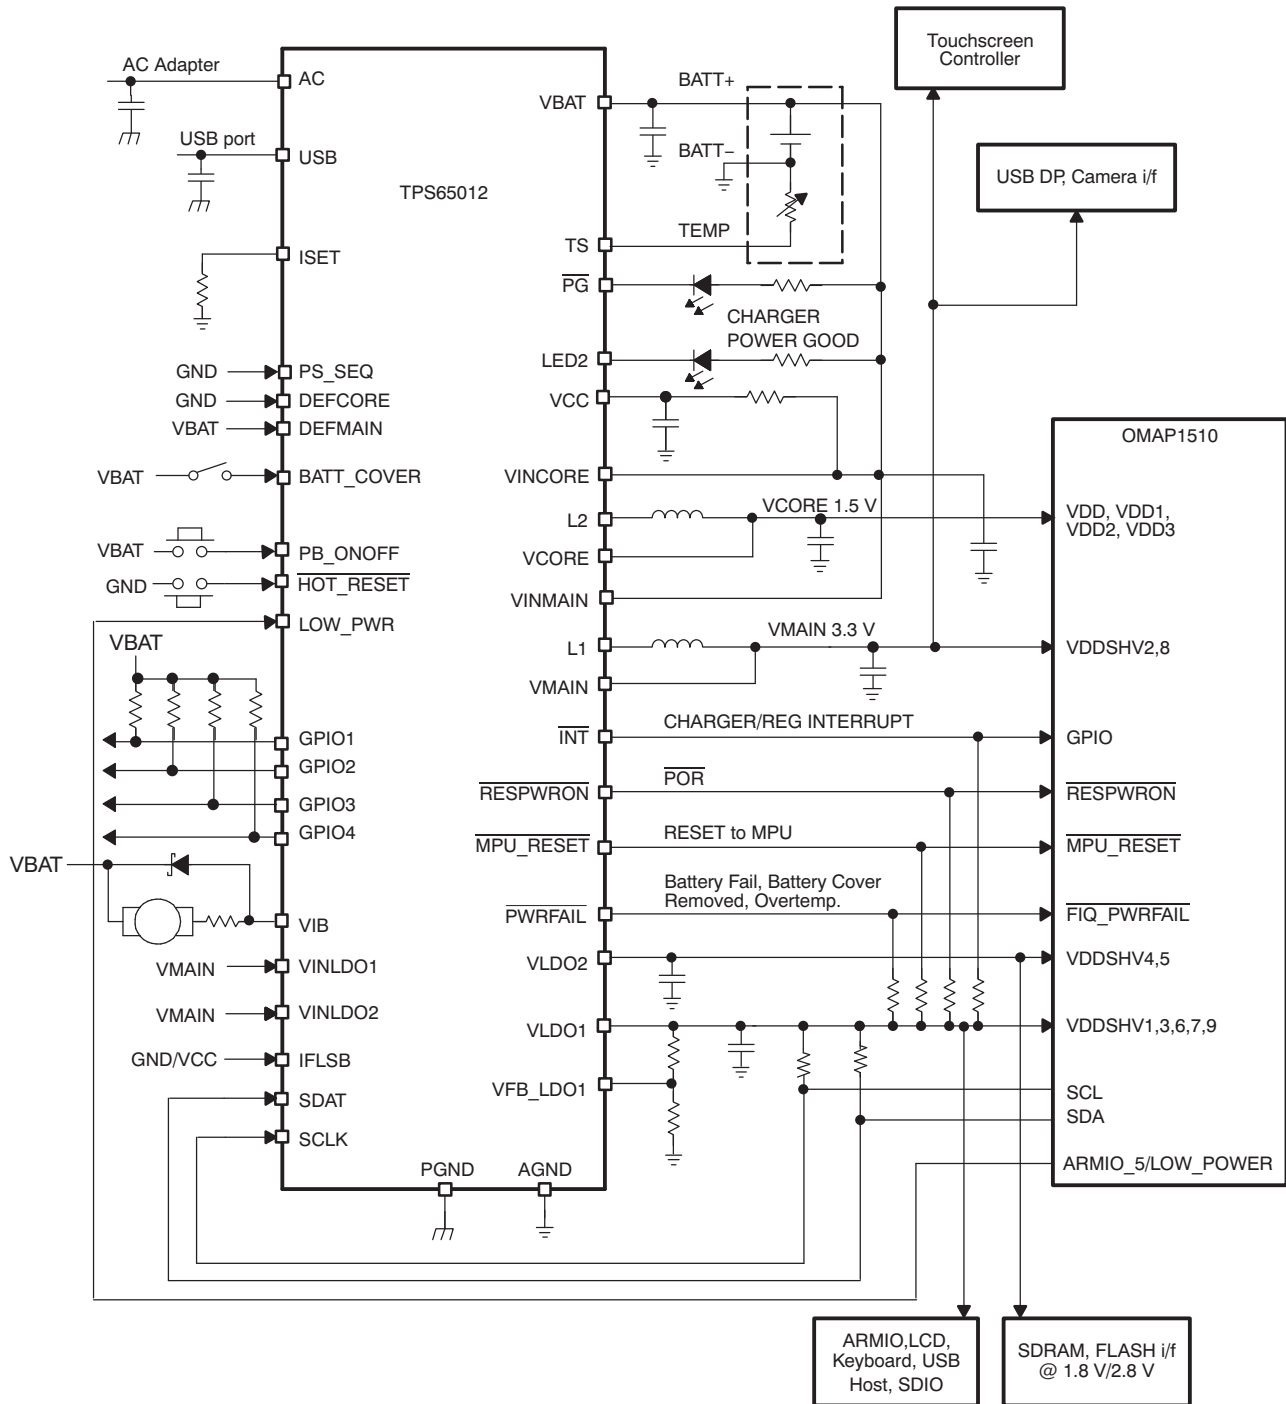 Touchscreen
Controller
AC Adapter
AC
BATT+
VBAT
USB port
USB
BATT−
USB DP, Camera i/f
TPS65012
TEMP
TS
ISET
PG
CHARGER
POWER GOOD
LED2
GND
PS_SEQ
GND
DEFCORE
VCC
VBAT
DEFMAIN
OMAP1510
VBAT
BATT_COVER
VINCORE
L2
VCORE 1.5 V
VDD, VDD1,
VDD2, VDD3
VBAT
PB_ONOFF
VCORE
GND
HOT_RESET
VINMAIN
LOW_PWR
VBAT
L1
VMAIN 3.3 V
VDDSHV2,8
VMAIN
GPIO1
INT
CHARGER/REG INTERRUPT
GPIO
GPIO2
POR
RESPWRON
RESPWRON
GPIO3
GPIO4
MPU_RESET
RESET to MPU
MPU_RESET
VBAT
Battery Fail, Battery Cover
Removed, Overtemp.
VIB
PWRFAIL
FIQ_PWRFAIL
VMAIN
VINLDO1
VLDO2
VDDSHV4,5
VMAIN
VINLDO2
VLDO1
VDDSHV1,3,6,7,9
GND/VCC
IFLSB
VFB_LDO1
SCL
SDAT
SDA
SCLK
PGND
AGND
ARMIO_5/LOW_POWER
ARMIO,LCD,
Keyboard, USB
Host, SDIO
SDRAM, FLASH i/f
@ 1.8 V/2.8 V